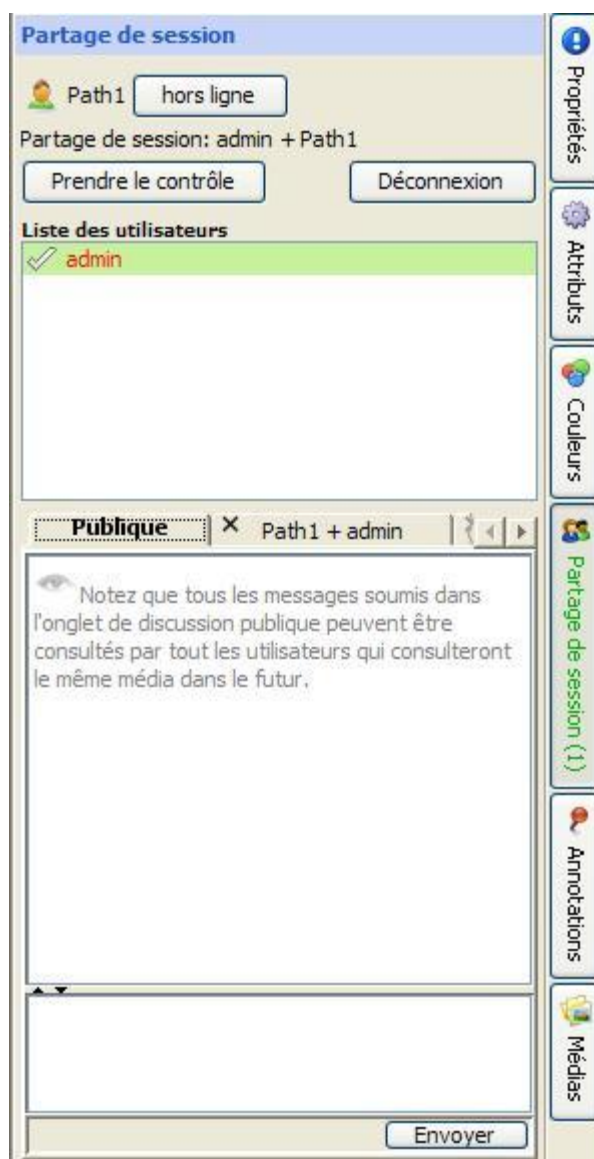 Partage de session
Path1 hors ligne
Partage de session: admin + Path1
Prendre le contrôle Déconnexion
Liste des utilisateurs
admin
Publique Path1 + admin
Notez que tous les messages soumis dans
l'onglet de discussion publique peuvent être
consultés par tout les utilisateurs qui consulteront
le même média dans le futur.
Envoyer
Propriétés
Attributs
Couleurs
Partage de session (1)
Annotations
Médias